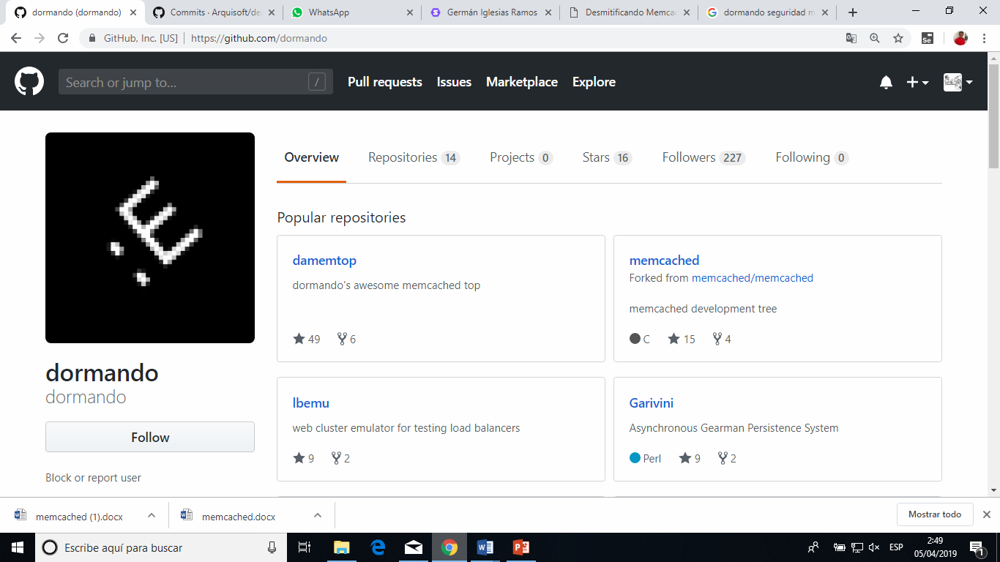 dormando (dormando)
Commits · Arquisoft/de
WhatsApp
Germán Iglesias Ramos
Desmitificando Memca
dormando seguridad m
GitHub, Inc. [US]
https://github.com/dormando
Search or jump to...
/
Pull requests
Issues
Marketplace
Explore
Overview
Repositories 14
Projects 0
Stars 16
Followers 227
Following 0
Popular repositories
damemtop
dormando's awesome memcached top
49
6
memcached
Forked from memcached/memcached
memcached development tree
C
15
4
dormando
dormando
Follow
Block or report user
lbemu
web cluster emulator for testing load balancers
9
2
Garivini
Asynchronous Gearman Persistence System
Perl
9
2
memcached (1).docx
memcached.docx
Mostrar todo
Escribe aquí para buscar
ESP
2:49
05/04/2019
1